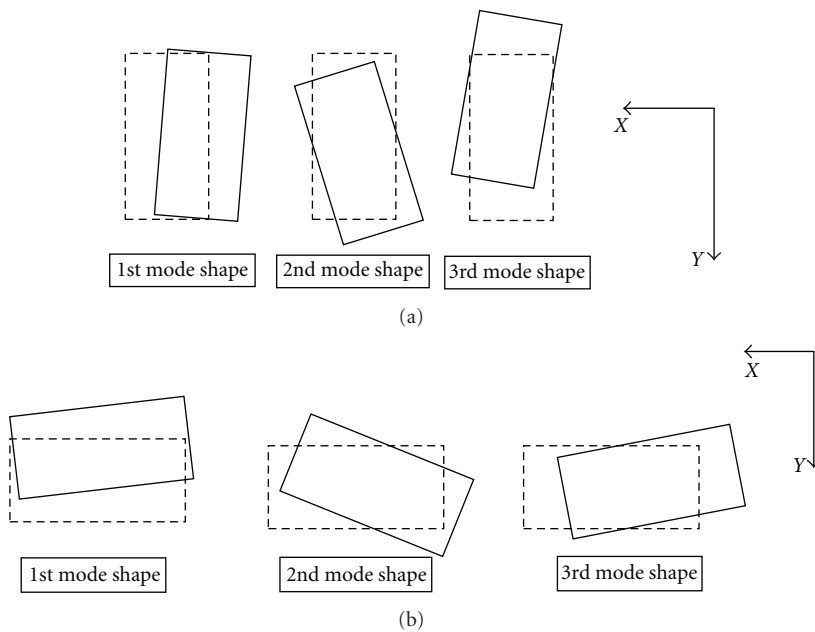 X
Y
1st mode shape
2nd mode shape
3rd mode shape
(a)
X
Y
1st mode shape
2nd mode shape
3rd mode shape
(b)